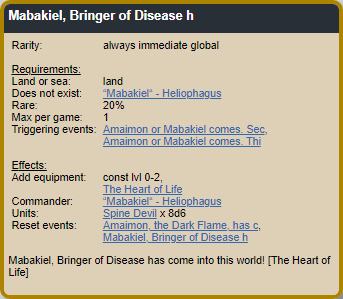 Mabakiel, Bringer of Disease h
Rarity: always immediate global
Requirements:
Land or sea: land
Does not exist: "Mabakiel" - Heliophagus
Rare: 20%
Max per game: 1
Triggering events: Amaimon or Mabakiel comes. Sec,
Amaimon or Mabakiel comes. Thi
Effects:
Add equipment: const lvl 0-2,
The Heart of Life
Commander: "Mabakiel" - Heliophagus
Units: Spine Devil x 8d6
Reset events: Amaimon, the Dark Flame, has c,
Mabakiel, Bringer of Disease h
Mabakiel, Bringer of Disease has come into this world! [The Heart of
Life]